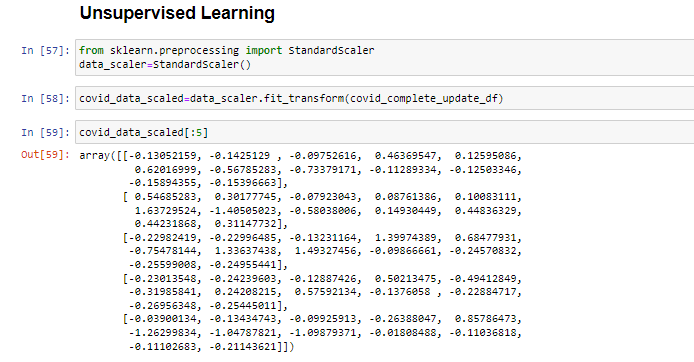 Unsupervised Learning
In [57]: from sklearn.preprocessing import StandardScaler
data_scaler=StandardScaler()
In [58]: covid_data_scaled=data_scaler.fit_transform(covid_complete_update_df)
In [59]: covid_data_scaled[:5]
Out[59]: array([[-0.13052159, -0.1425129 , -0.09752616,  0.46369547,  0.12595086,
0.62016999, -0.56785283, -0.73379171, -0.11289334, -0.12503346,
-0.15894355, -0.15396663],
[ 0.54685283,  0.30177745, -0.07923043,  0.08761386,  0.10083111,
1.63729524, -1.40505023, -0.58038006,  0.14930449,  0.44836329,
0.44231868,  0.31147732],
[-0.22982419, -0.22996485, -0.13231164,  1.39974389,  0.68477931,
-0.75478144,  1.33637438,  1.49327456, -0.09866661, -0.24570832,
-0.25599008, -0.24955441],
[-0.23013548, -0.24239603, -0.12887426,  0.50213475, -0.49412849,
-0.31985841,  0.24208215,  0.57592134, -0.1376058 , -0.22884717,
-0.26956348, -0.25445011],
[-0.03900134, -0.13434743, -0.09925913, -0.26388047,  0.85786473,
-1.26299834, -1.04787821, -1.09879371, -0.01808488, -0.11036818,
-0.11102683, -0.21143621]])